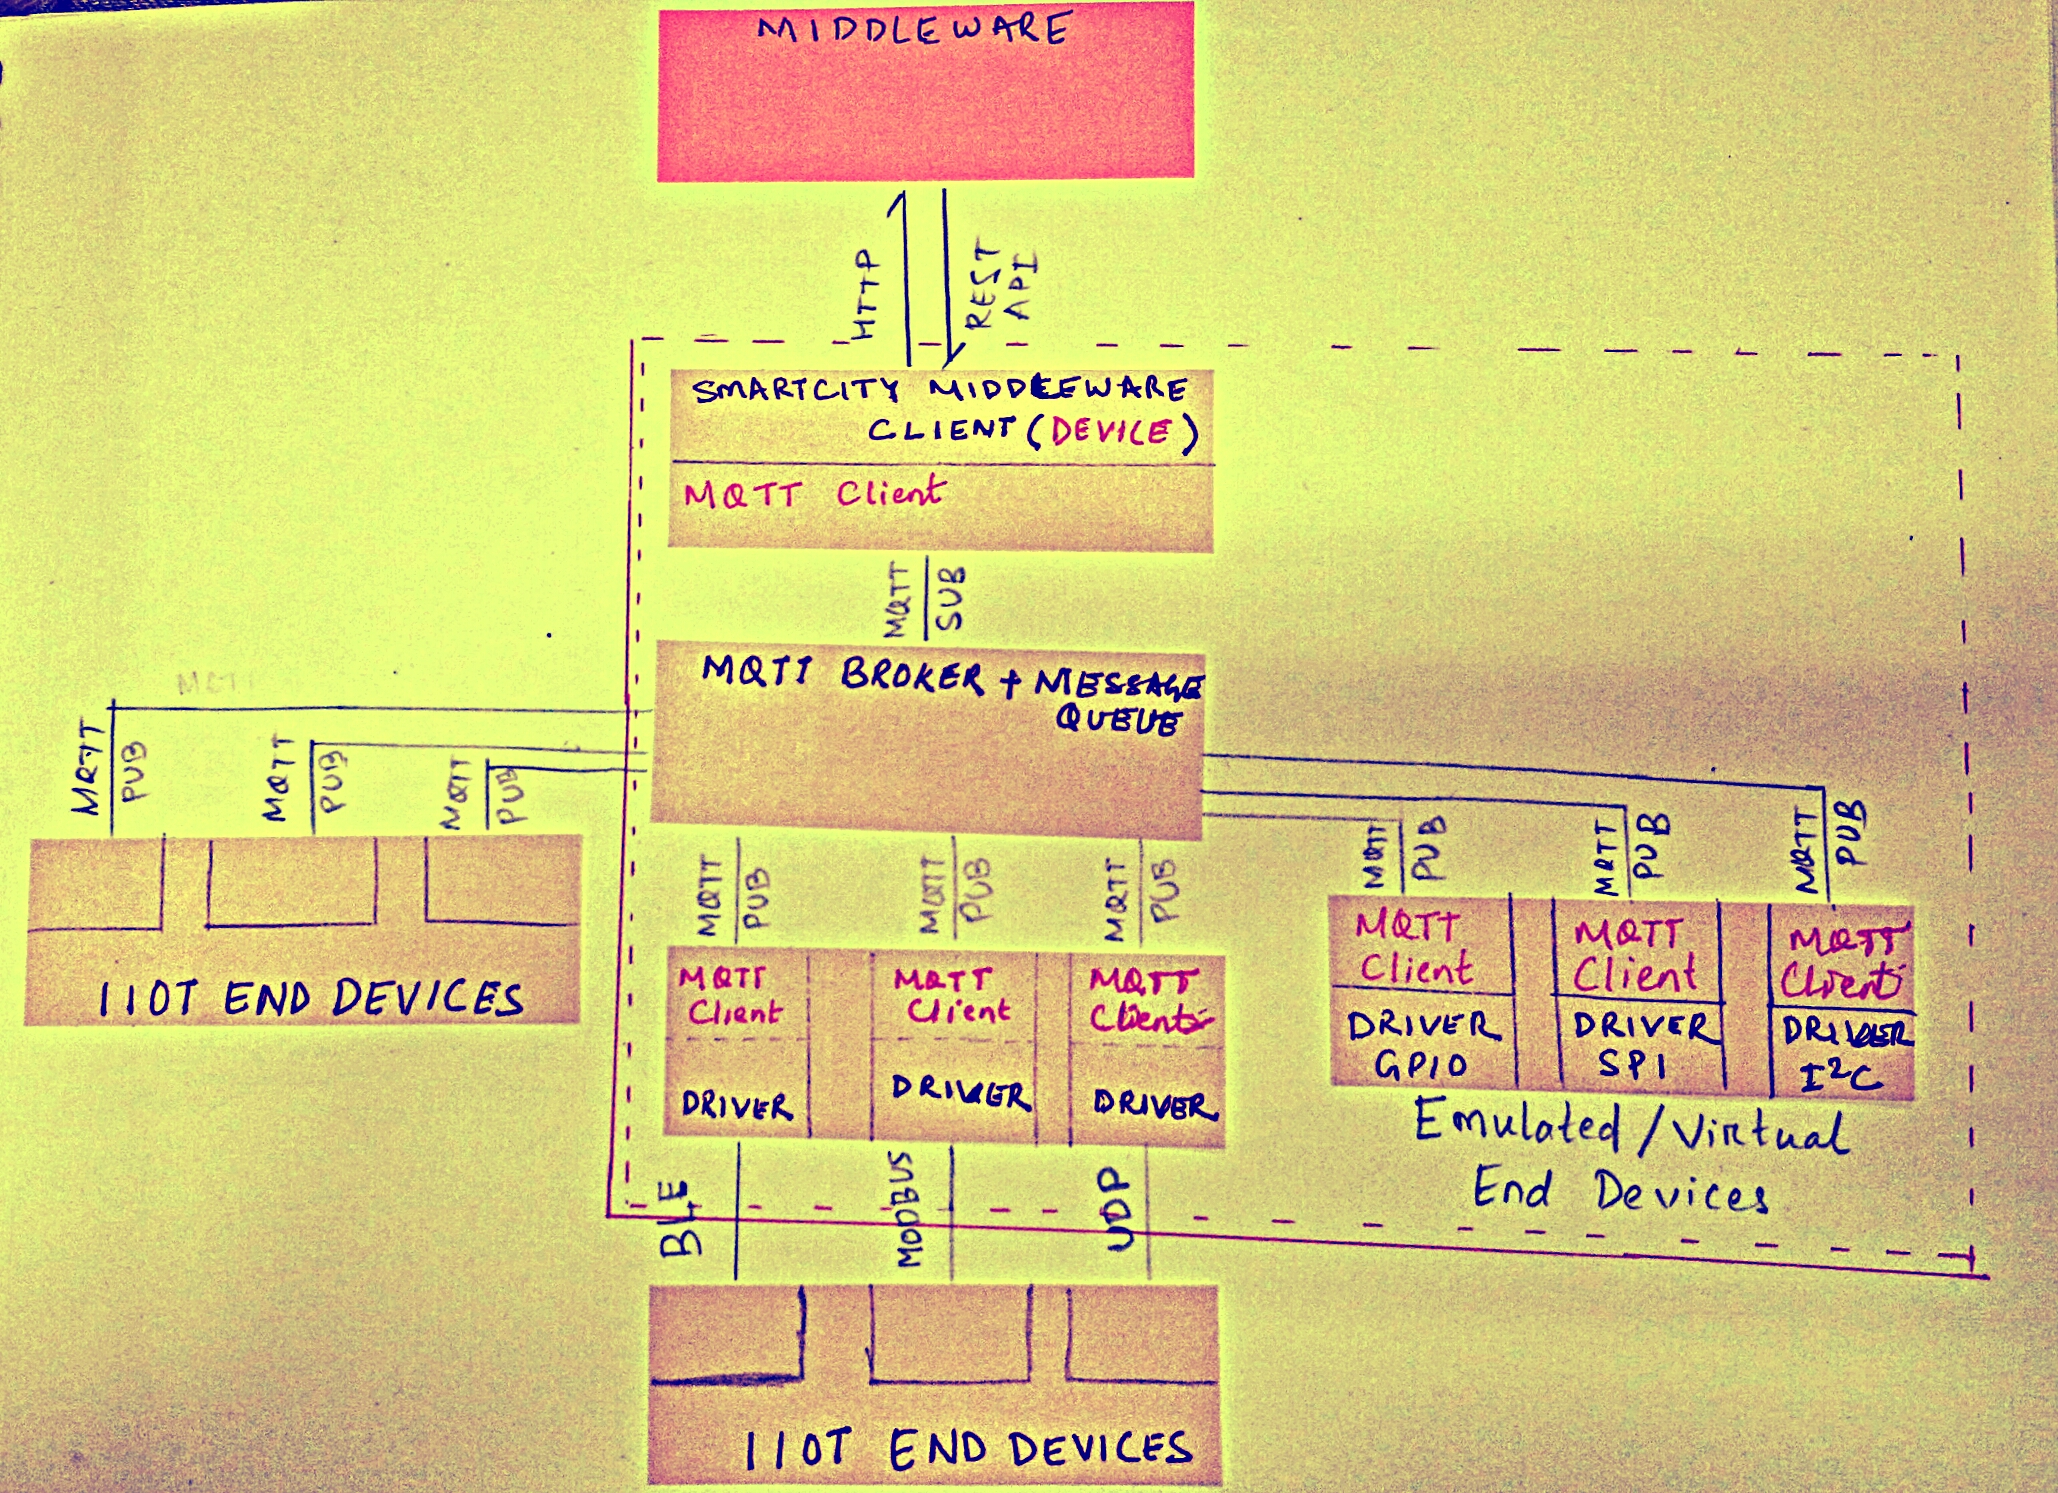 MIDDLEWARE
HTTP
REST
API
SMARTCITY MIDDLEWARE
CLIENT (DEVICE)
MQTT Client
MQTT
SUB
MQTT BROKER + MESSAGE
QUEUE
MQTT
PUB
MQTT
PUB
MQTT
PUB
IIOT END DEVICES
MQTT
PUB
MQTT
PUB
MQTT
PUB
MQTT
Client
DRIVER
MQTT
Client
DRIVER
MQTT
Client
DRIVER
MQTT
PUB
MQTT
PUB
MQTT
PUB
MQTT
Client
DRIVER
GPIO
MQTT
Client
DRIVER
SPI
MQTT
Client
DRIVER
I²C
Emulated/Virtual
End Devices
BLE
MODBUS
UDP
IIOT END DEVICES